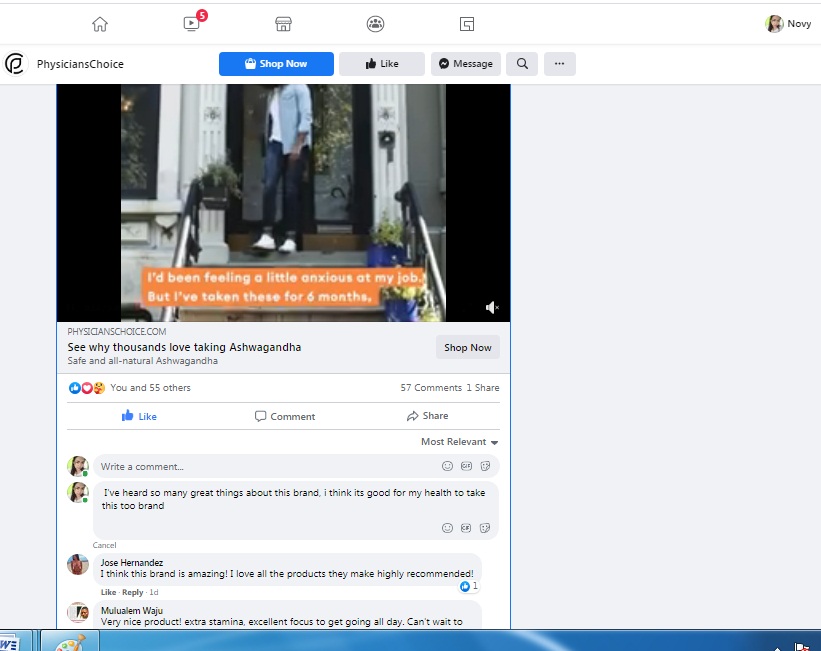 5
Novy
PhysiciansChoice
Shop Now
Like
Message
I'd been feeling a little anxious at my job.
But I've taken these for 6 months,
PHYSICIANSCHOICE.COM
See why thousands love taking Ashwagandha
Safe and all-natural Ashwagandha
Shop Now
You and 55 others
57 Comments 1 Share
Like
Comment
Share
Most Relevant
Write a comment...
GIF
I've heard so many great things about this brand, i think its good for my health to take
this too brand
GIF
Cancel
Jose Hernandez
I think this brand is amazing! I love all the products they make highly recommended!
1
Like · Reply · 1d
Mulualem Waju
Very nice product! extra stamina, excellent focus to get going all day. Can't wait to
W